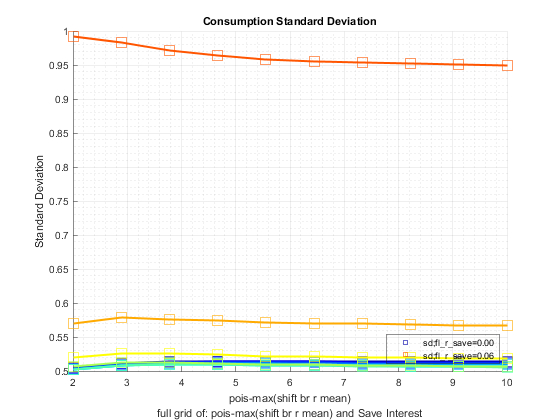 Consumption Standard Deviation
1
0.95
0.9
0.85
0.8
0.75
0.7
0.65
0.6
0.55
0.5
Standard Deviation
sd;fl_r_save=0.00
sd;fl_r_save=0.06
2 3 4 5 6 7 8 9 10
pois-max(shift br r mean)
full grid of: pois-max(shift br r mean) and Save Interest